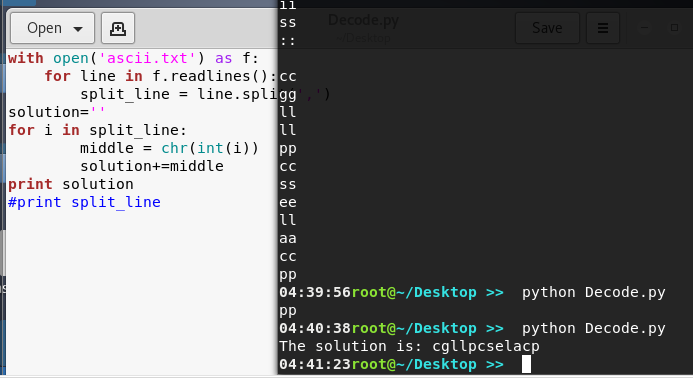 Open
Decode.py
~/Desktop
Save
with open('ascii.txt') as f:
    for line in f.readlines():
        split_line = line.spli ',')
solution=''
for i in split_line:
        middle = chr(int(i))
        solution+=middle
print solution
#print split_line
ii
ss
::
cc
gg
ll
ll
pp
cc
ss
ee
ll
aa
cc
pp
04:39:56root@~/Desktop >>  python Decode.py
pp
04:40:38root@~/Desktop >>  python Decode.py
The solution is: cgllpcselacp
04:41:23root@~/Desktop >>